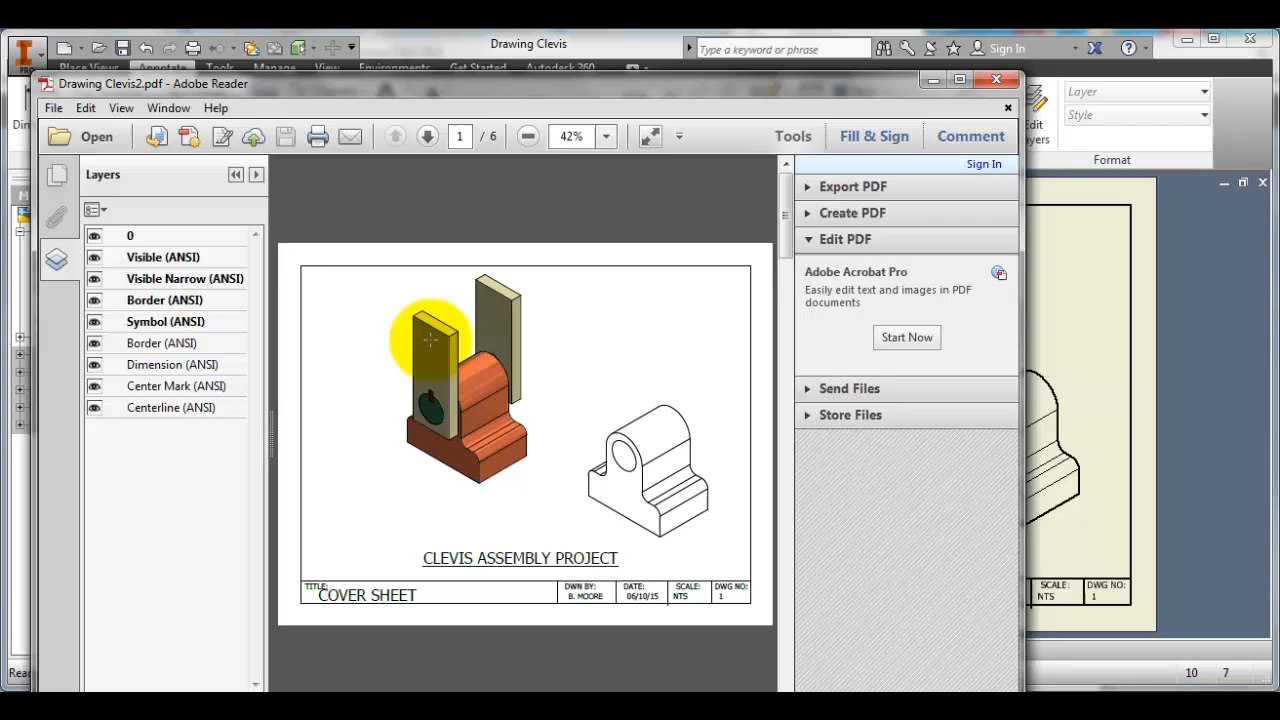 PRO
Drawing Clevis
Type a keyword or phrase
Sign In
Place Views
Annotate
Tools
Manage
View
Environments
Get Started
Autodesk 360
Drawing Clevis2.pdf - Adobe Reader
File Edit View Window Help
Open
1 / 6
42%
Tools
Fill & Sign
Comment
Sign In
Layers
0
Visible (ANSI)
Visible Narrow (ANSI)
Border (ANSI)
Symbol (ANSI)
Border (ANSI)
Dimension (ANSI)
Center Mark (ANSI)
Centerline (ANSI)
CLEVIS ASSEMBLY PROJECT
TITLE:
COVER SHEET
DWN BY:
B. MOORE
DATE:
06/10/15
SCALE:
NTS
DWG NO:
1
Export PDF
Create PDF
Edit PDF
Adobe Acrobat Pro
Easily edit text and images in PDF
documents
Start Now
Send Files
Store Files
Edit
Layer
Style
Format
SCALE:
NTS
DWG NO:
1
10 7